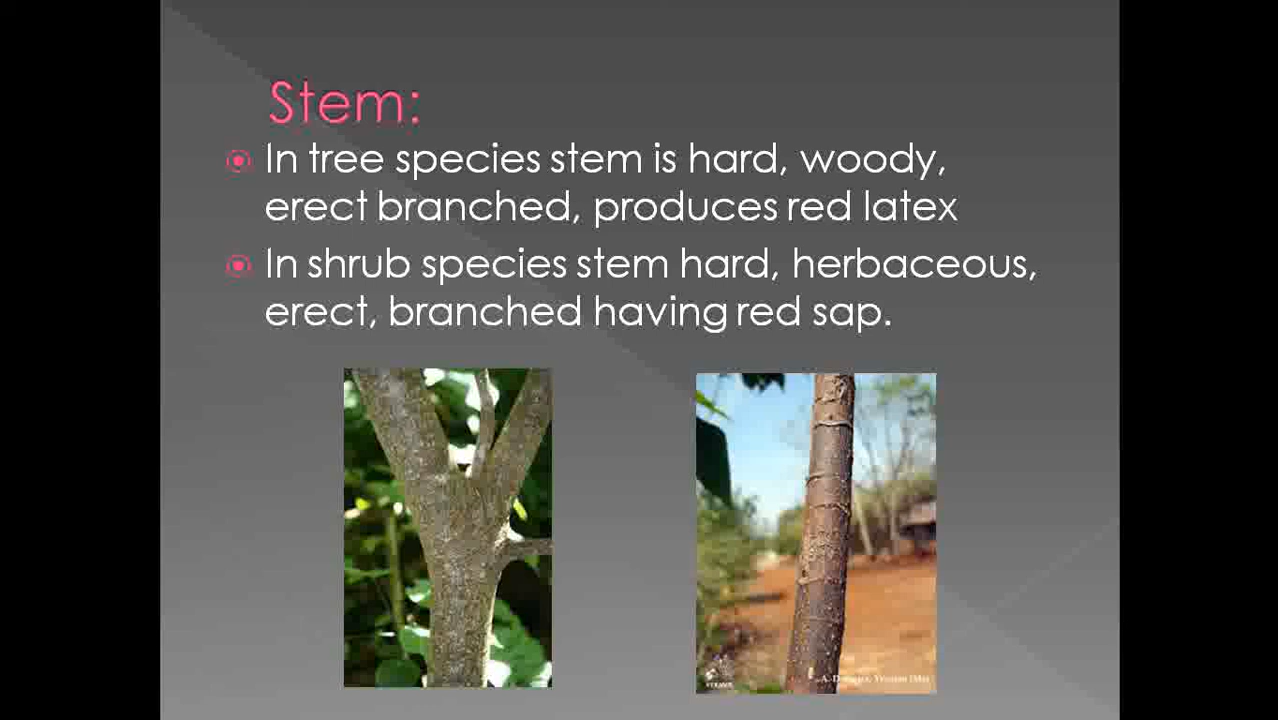 Stem:
In tree species stem is hard, woody,
erect branched, produces red latex
In shrub species stem hard, herbaceous,
erect, branched having red sap.